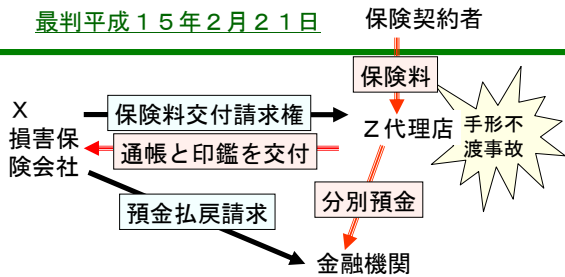 最判平成１５年２月２１日
保険契約者
保険料
Ｘ
損害保
険会社
保険料交付請求権
Ｚ代理店
手形不
渡事故
通帳と印鑑を交付
預金払戻請求
分別預金
金融機関